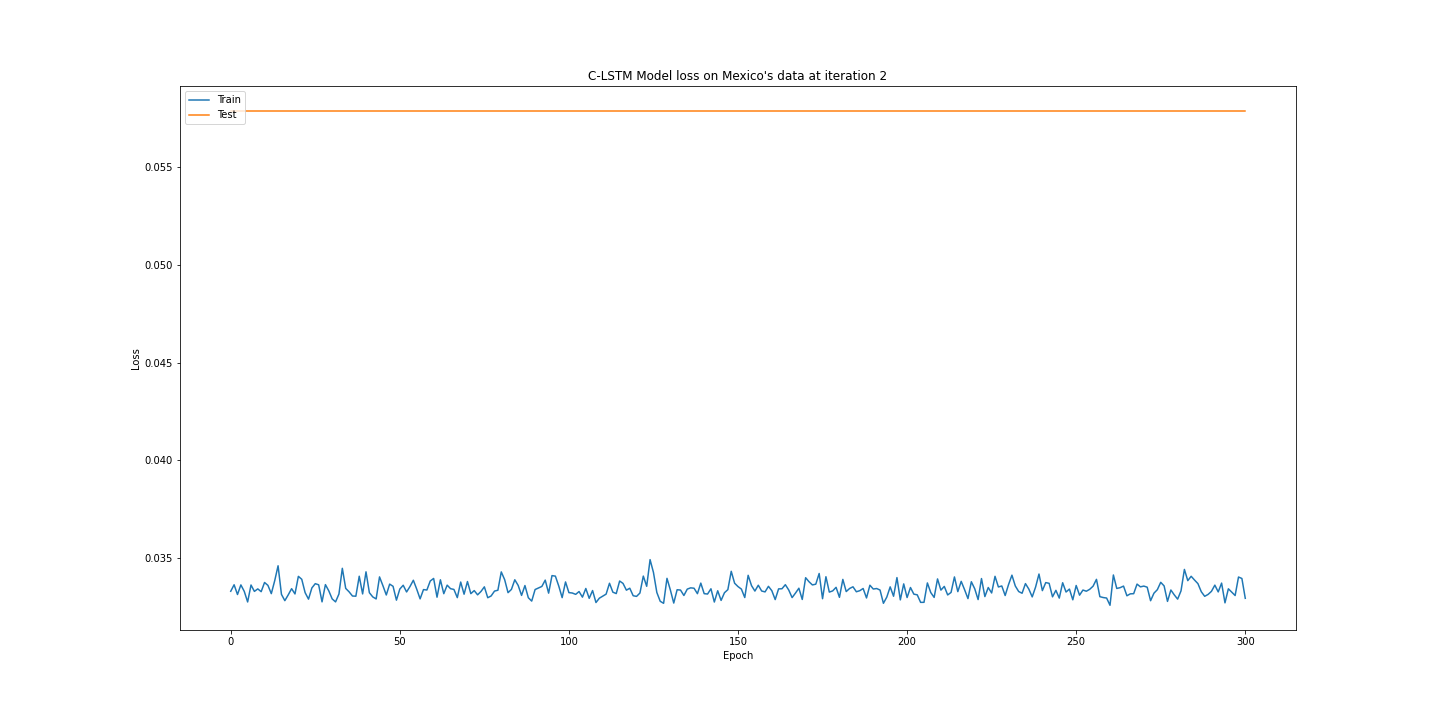 C-LSTM Model loss on Mexico's data at iteration 2
Train
Test
0.055
0.050
0.045
0.040
0.035
Loss
0 50 100 150 200 250 300
Epoch